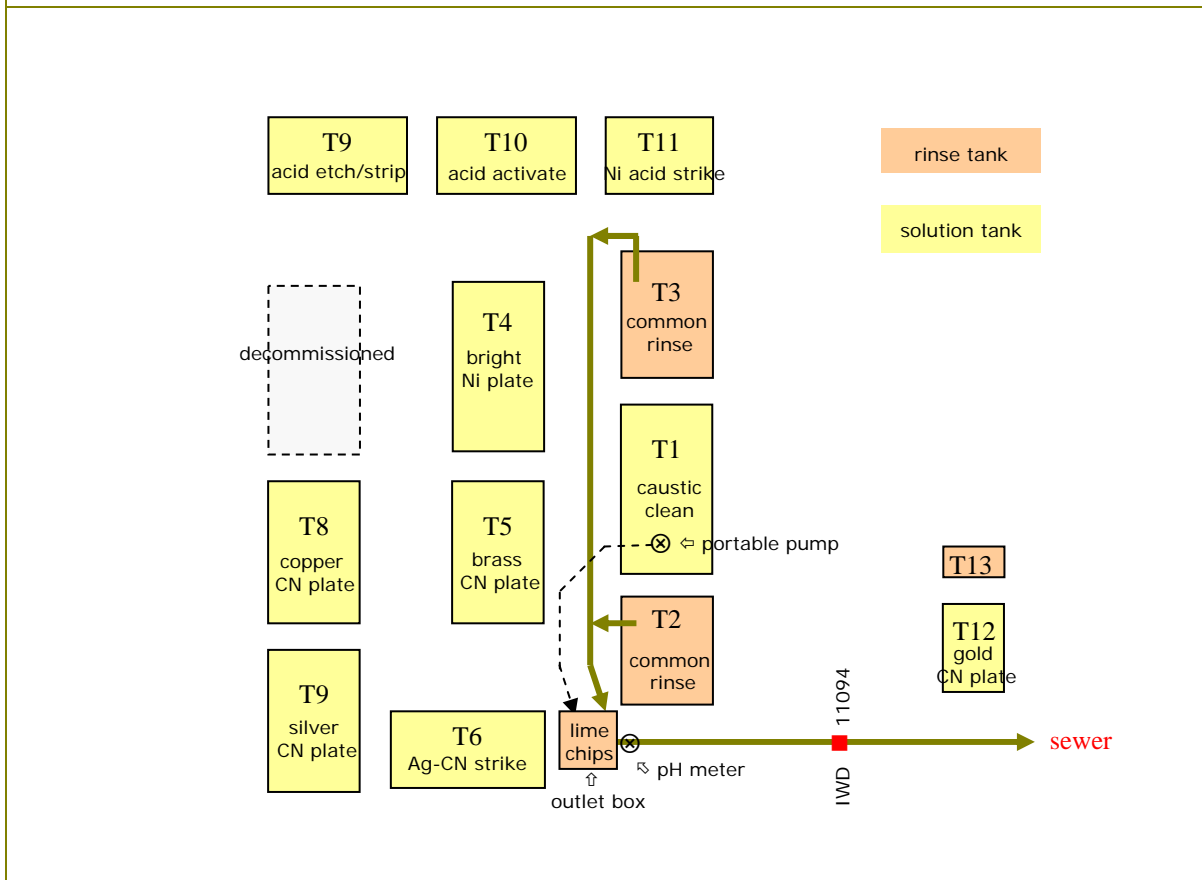 T9
acid etch/strip
T10
acid activate
T11
Ni acid strike
rinse tank
solution tank
T3
common
rinse
decommissioned
T4
bright
Ni plate
T1
caustic
clean
⇦ portable pump
T8
copper
CN plate
T5
brass
CN plate
T2
common
rinse
T13
T12
gold
CN plate
T9
silver
CN plate
T6
Ag-CN strike
lime
chips
pH meter
outlet box
IWD 11094
sewer